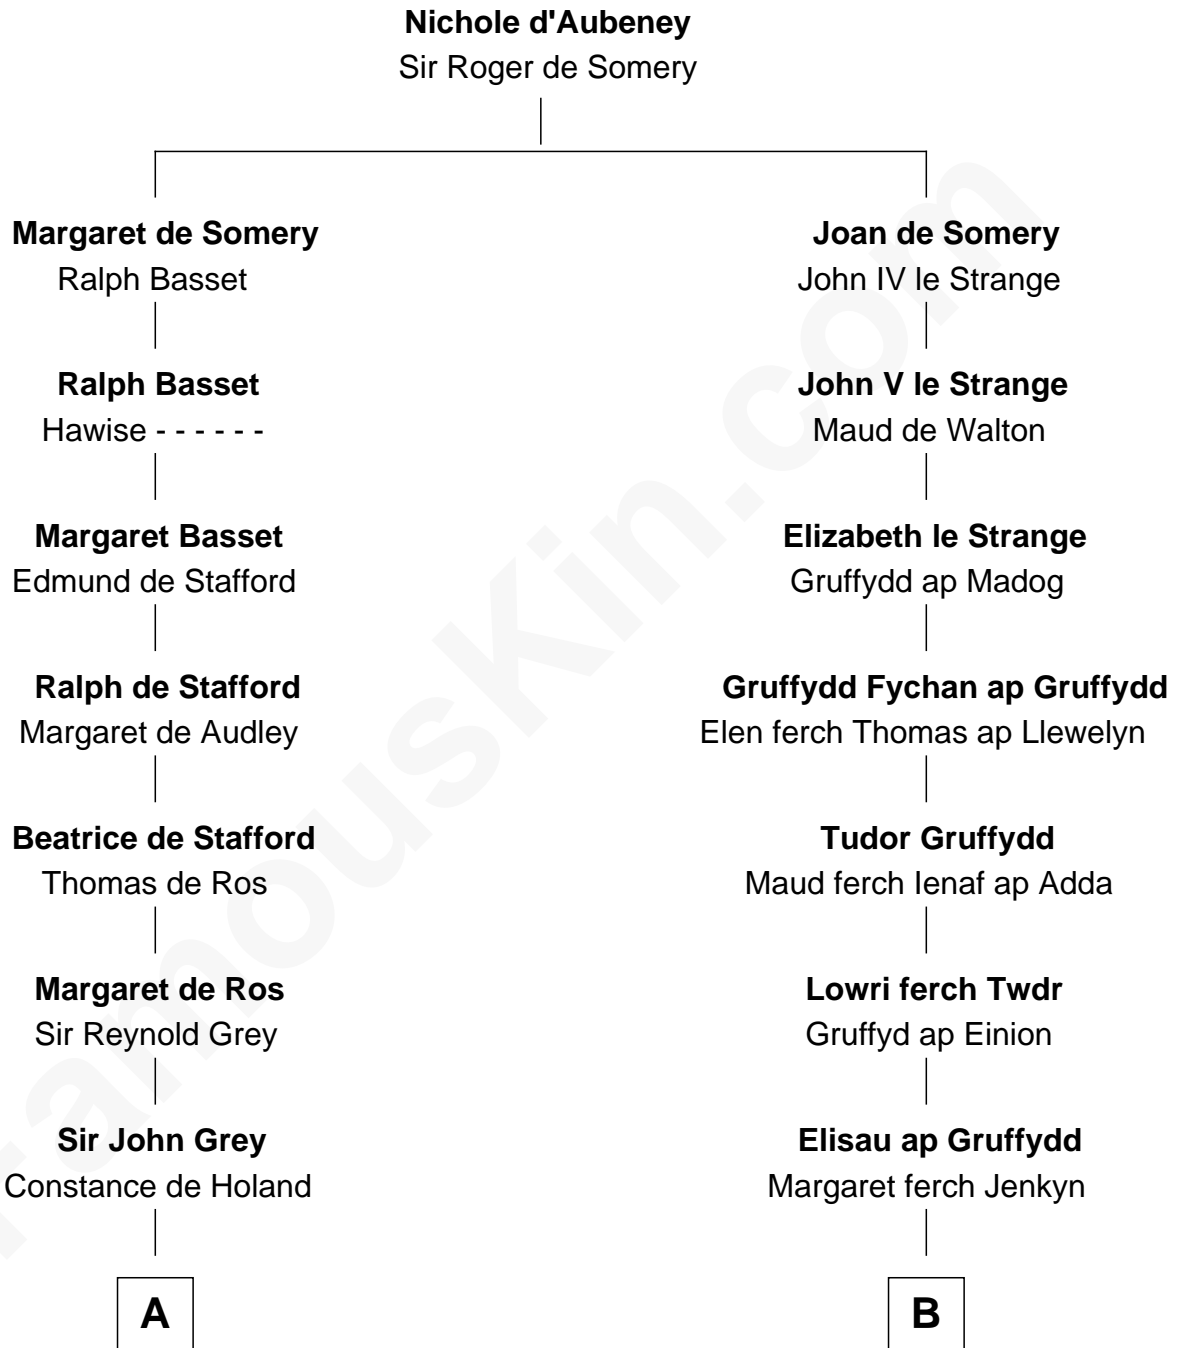 Nichole d'Aubeney
Sir Roger de Somery
Margaret de Somery
Ralph Basset
Joan de Somery
John IV le Strange
Ralph Basset
Hawise - - - - - -
John V le Strange
Maud de Walton
Margaret Basset
Edmund de Stafford
Elizabeth le Strange
Gruffydd ap Madog
Ralph de Stafford
Margaret de Audley
Gruffydd Fychan ap Gruffydd
Elen ferch Thomas ap Llewelyn
Beatrice de Stafford
Thomas de Ros
Tudor Gruffydd
Maud ferch Ienaf ap Adda
Margaret de Ros
Sir Reynold Grey
Lowri ferch Twdr
Gruffyd ap Einion
Sir John Grey
Constance de Holand
Elisau ap Gruffydd
Margaret ferch Jenkyn
A
B
FamousKin.com